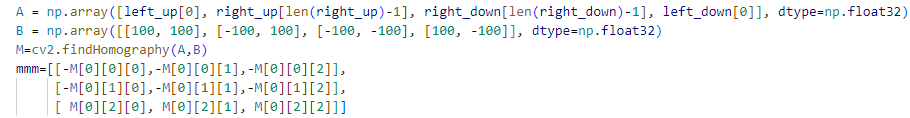 A = np.array([left_up[0], right_up[len(right_up)-1], right_down[len(right_down)-1], left_down[0]], dtype=np.float32)
B = np.array([[100, 100], [-100, 100], [-100, -100], [100, -100]], dtype=np.float32)
M=cv2.findHomography(A,B)
mmm=[[-M[0][0][0],-M[0][0][1],-M[0][0][2]],
[-M[0][1][0],-M[0][1][1],-M[0][1][2]],
[ M[0][2][0], M[0][2][1], M[0][2][2]]]